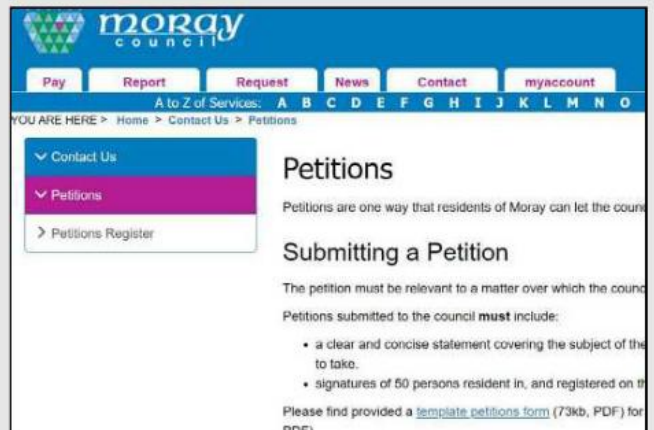 moray
council
Pay Report Request News Contact myaccount
A to Z of Services: A B C D E F G H I J K L M N O
YOU ARE HERE > Home > Contact Us > Petitions
Contact Us
Petitions
> Petitions Register
Petitions
Petitions are one way that residents of Moray can let the
Submitting a Petition
The petition must be relevant to a matter over which the
Petitions submitted to the council must include:
• a clear and concise statement covering the subject of the
to take.
• signatures of 50 persons resident in, and registered on
Please find provided a template petitions form (73kb, PDF) for